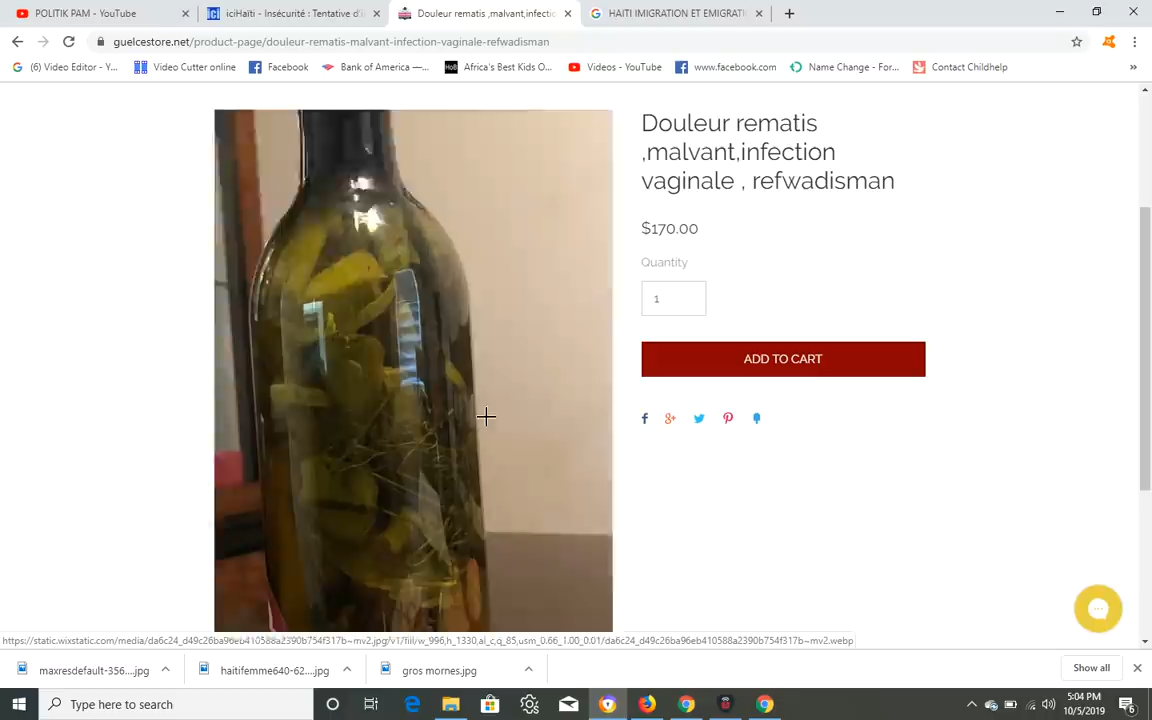 POLITIK PAM - YouTube
iciHaïti - Insécurité : Tentative d'
Douleur rematis ,malvant,infectio
HAITI IMIGRATION ET EMIGRATI
guelcestore.net/product-page/douleur-rematis-malvant-infection-vaginale-refwadisman
(6) Video Editor - Y...
Video Cutter online
Facebook
Bank of America —...
Africa's Best Kids O...
Videos - YouTube
www.facebook.com
Name Change - For...
Contact Childhelp
»
Douleur rematis
,malvant,infection
vaginale , refwadisman
$170.00
Quantity
1
ADD TO CART
https://static.wixstatic.com/media/da6c24_d49c26ba96eb410588a2390b754f317b~mv2.jpg/v1/fill/w_996,h_1330,al_c,q_85,usm_0.66_1.00_0.01/da6c24_d49c26ba96eb410588a2390b754f317b~mv2.webp
maxresdefault-356....jpg
haitifemme640-62....jpg
gros mornes.jpg
Show all
Type here to search
5:04 PM
10/5/2019
6